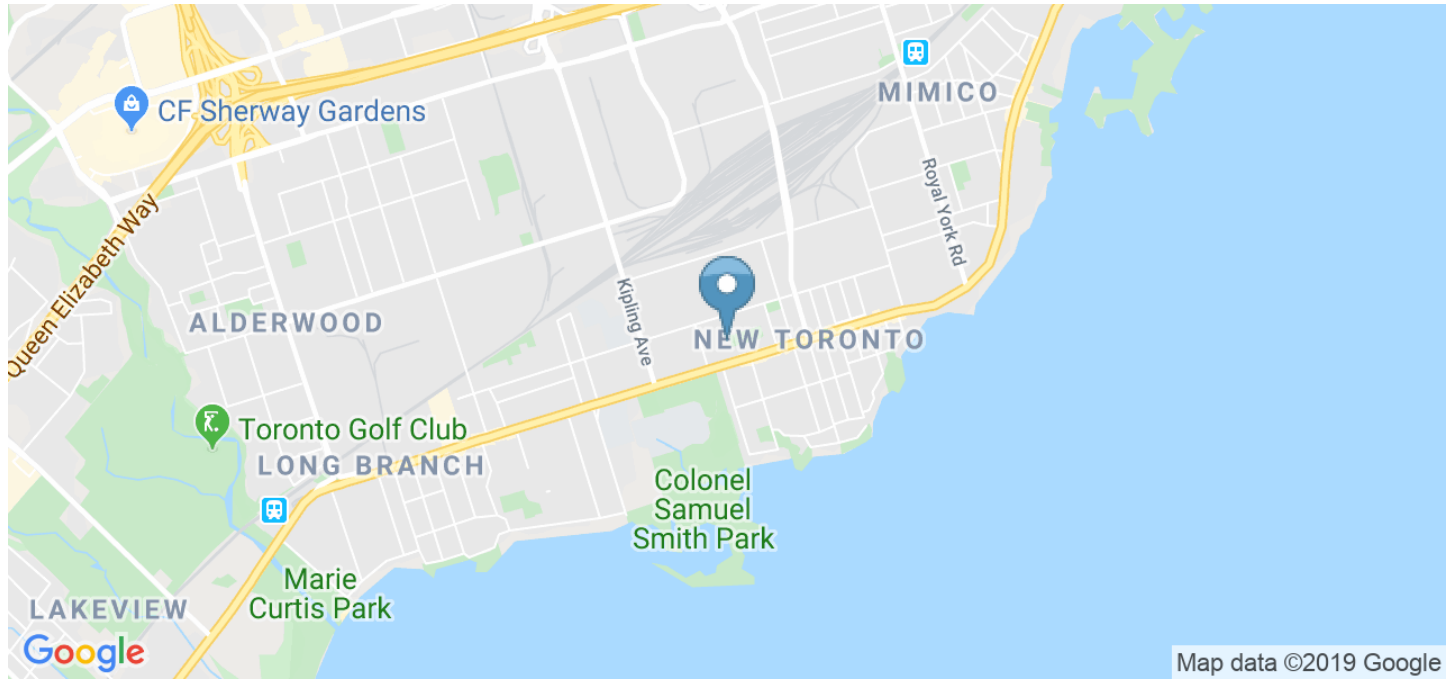 CF Sherway Gardens
MIMICO
Royal York Rd
Queen Elizabeth Way
Kipling Ave
ALDERWOOD
NEW TORONTO
Toronto Golf Club
LONG BRANCH
Colonel
Samuel
Smith Park
Marie
Curtis Park
LAKEVIEW
Google
Map data ©2019 Google